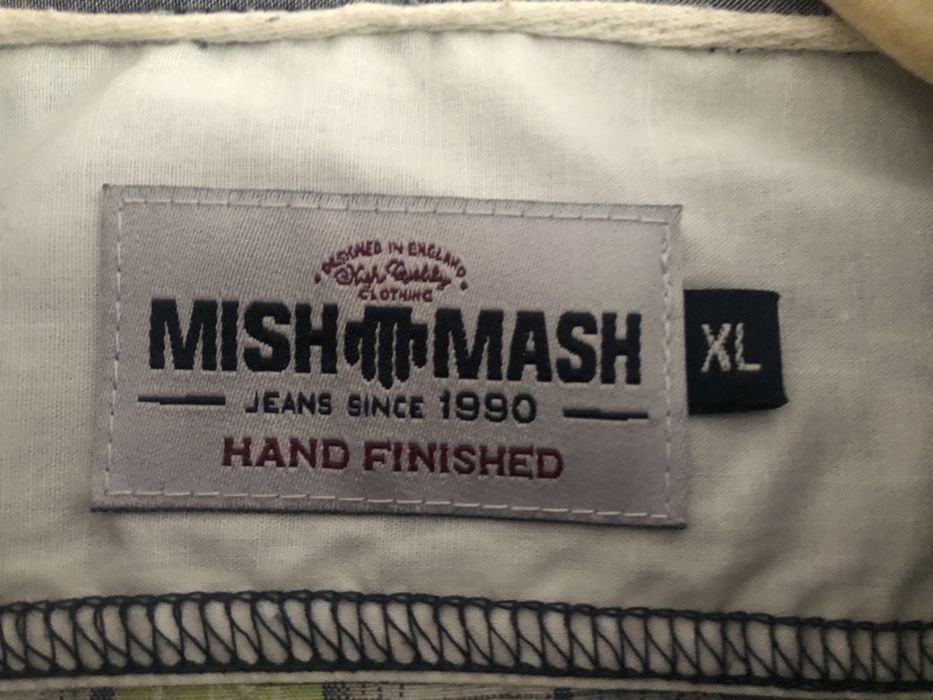 DESIGNED IN ENGLAND
High Quality
CLOTHING
MISH MASH
XL
JEANS SINCE 1990
HAND FINISHED